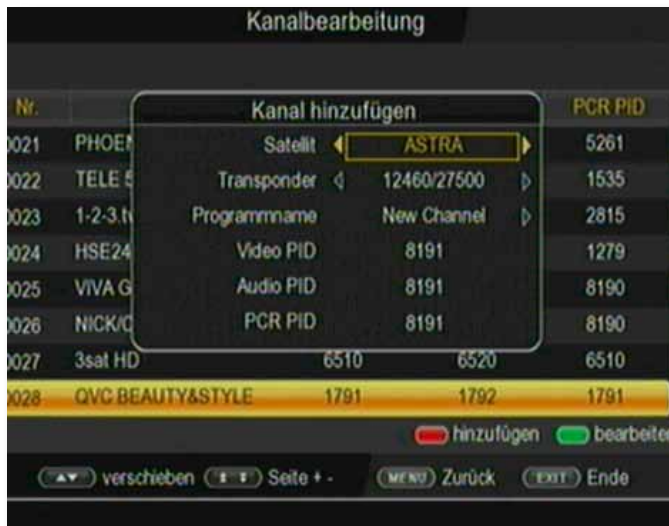 Kanalbearbeitung
Nr. PCR PID
Kanal hinzufügen
Satellit ASTRA
Transponder 12460/27500
Programmname New Channel
Video PID 8191
Audio PID 8191
PCR PID 8191
0021 PHOEN 5261
0022 TELE 5 1535
0023 1-2-3.tv 2815
0024 HSE24 1279
0025 VIVA G 8190
0026 NICK/C 8190
0027 3sat HD 6510 6520 6510
0028 QVC BEAUTY&STYLE 1791 1792 1791
hinzufügen bearbeiten
verschieben Seite + - MENU Zurück EXIT Ende